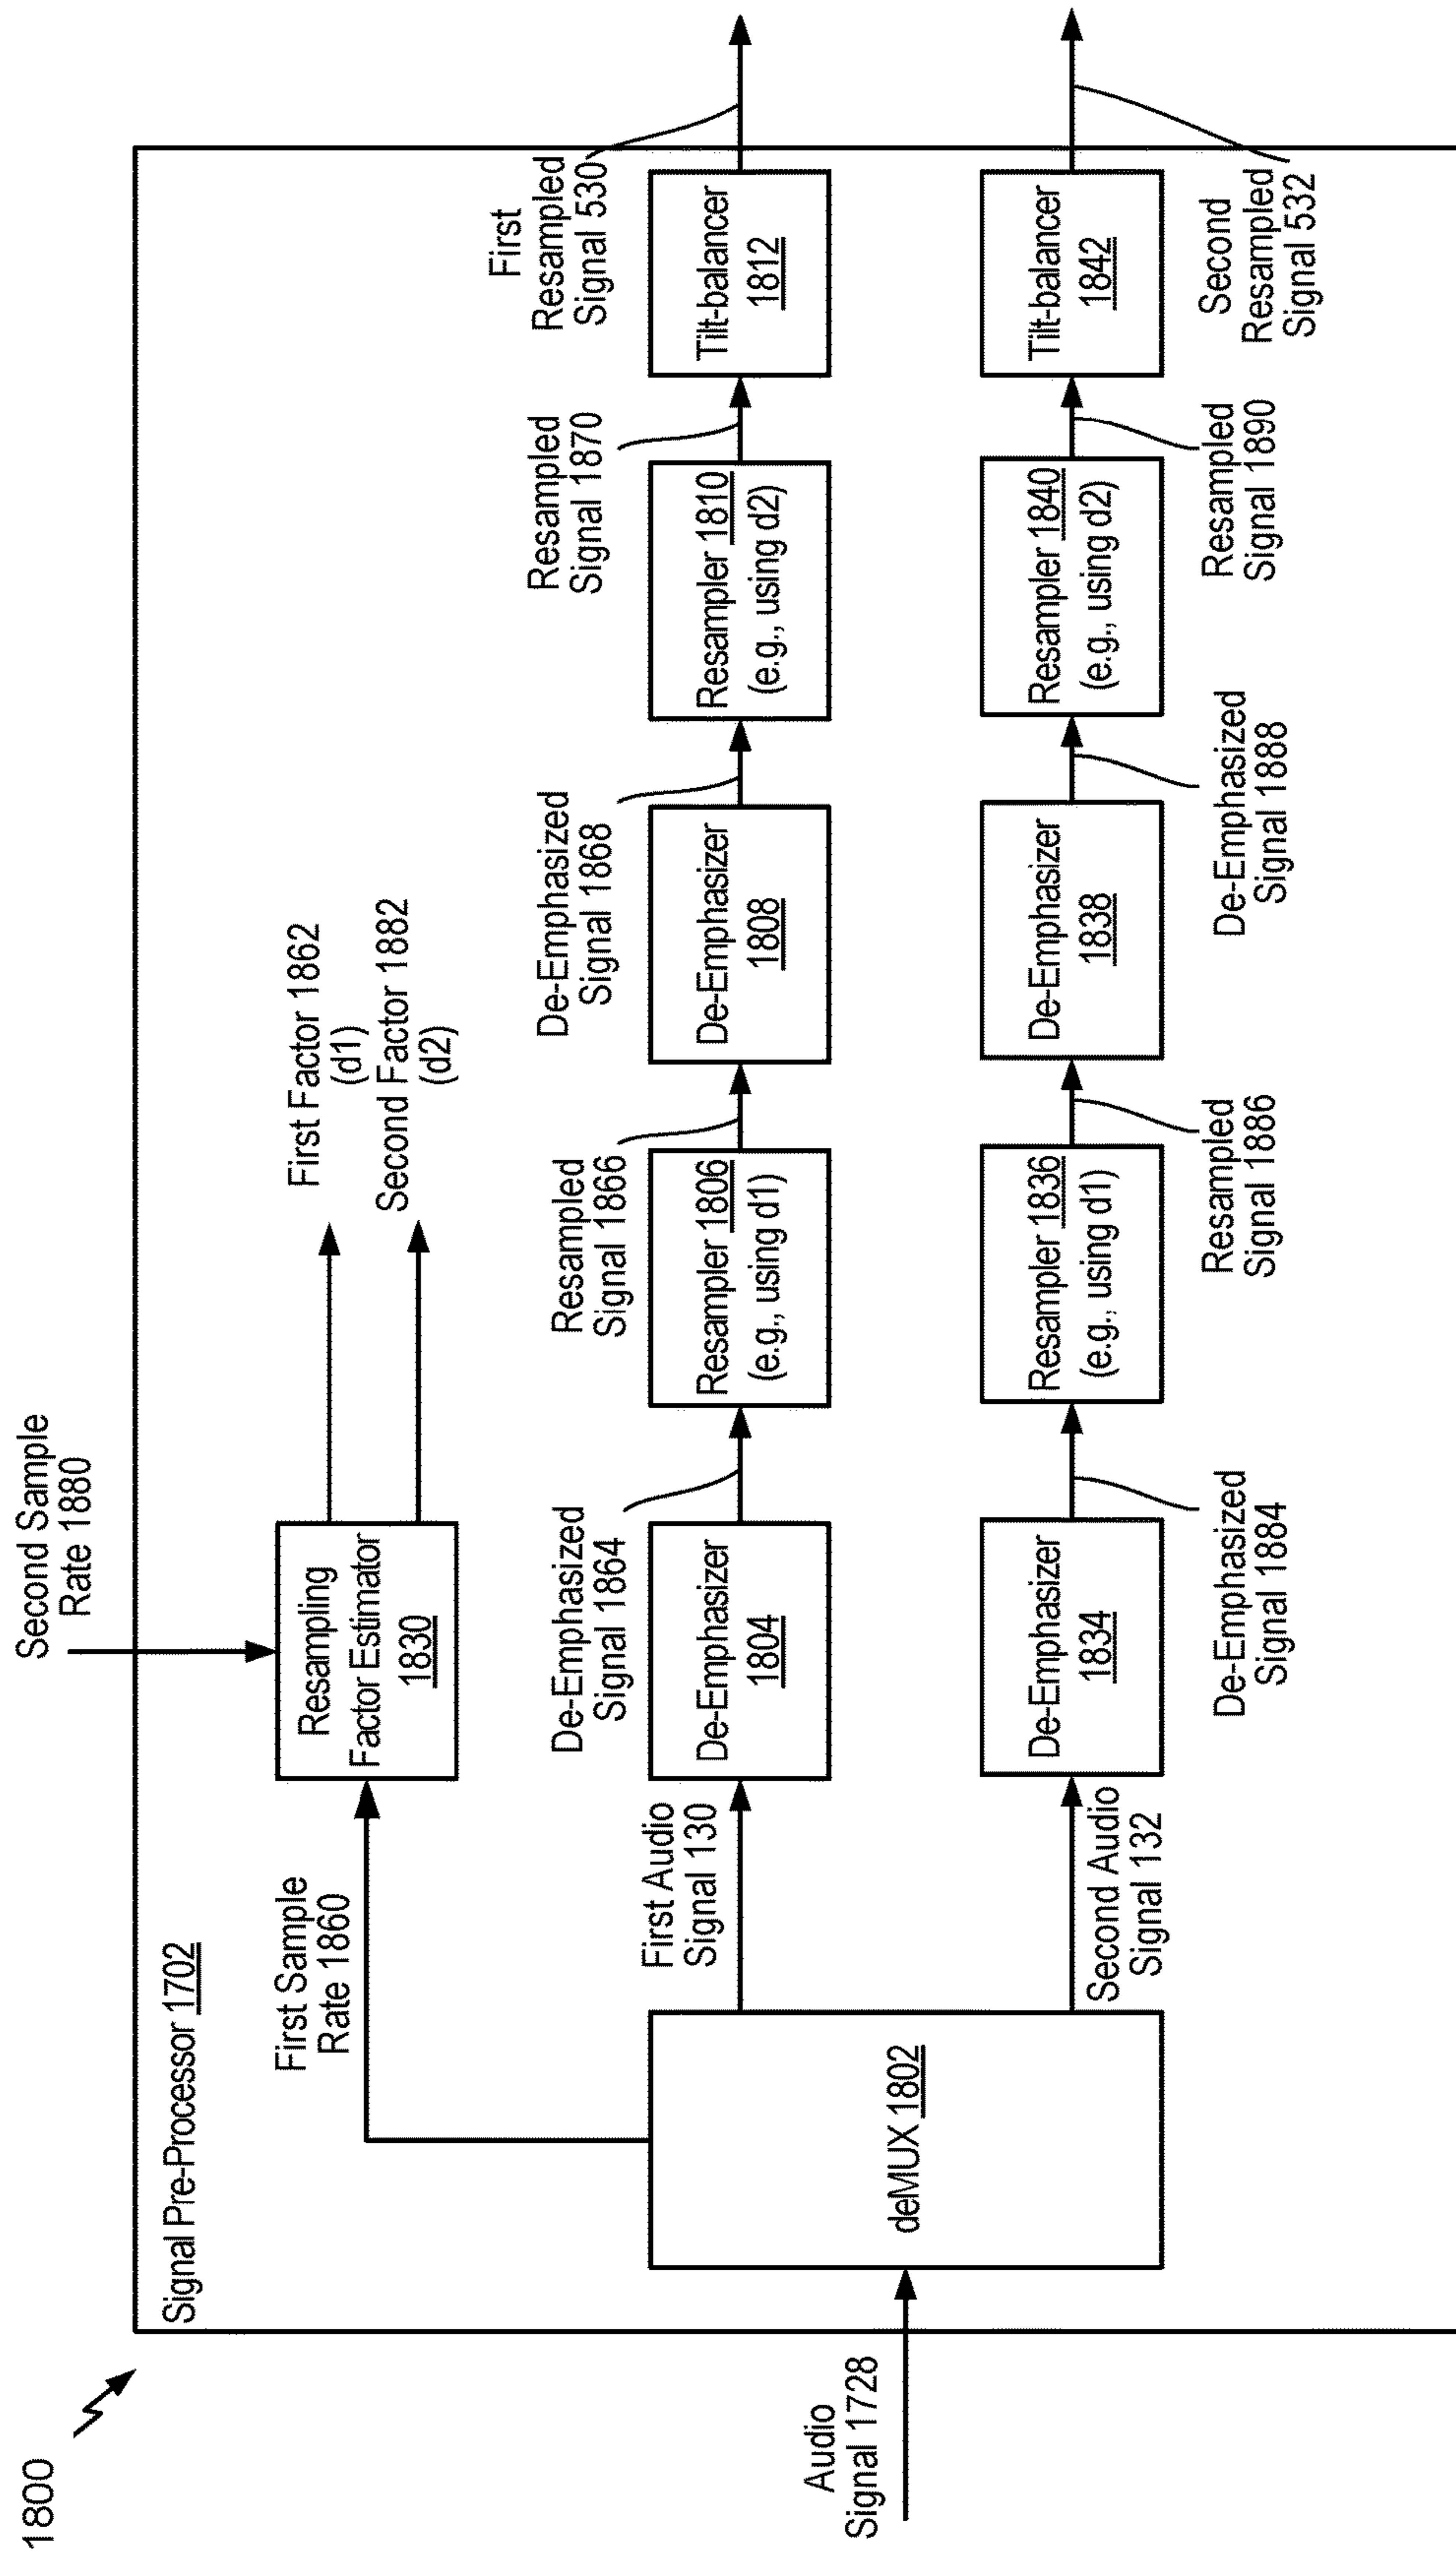 1800
Signal Pre-Processor 1702
Second Sample
Rate 1880
First Sample
Rate 1860
Resampling
Factor Estimator
1830
First Factor 1862
(d1)
Second Factor 1882
(d2)
Audio
Signal 1728
deMUX 1802
First Audio
Signal 130
De-Emphasizer
1804
De-Emphasized
Signal 1864
Resampler 1806
(e.g., using d1)
Resampled
Signal 1866
De-Emphasizer
1808
De-Emphasized
Signal 1868
Resampler 1810
(e.g., using d2)
Resampled
Signal 1870
Tilt-balancer
1812
First
Resampled
Signal 530
Second Audio
Signal 132
De-Emphasizer
1834
De-Emphasized
Signal 1884
Resampler 1836
(e.g., using d1)
Resampled
Signal 1886
De-Emphasizer
1838
De-Emphasized
Signal 1888
Resampler 1840
(e.g., using d2)
Resampled
Signal 1890
Tilt-balancer
1842
Second
Resampled
Signal 532